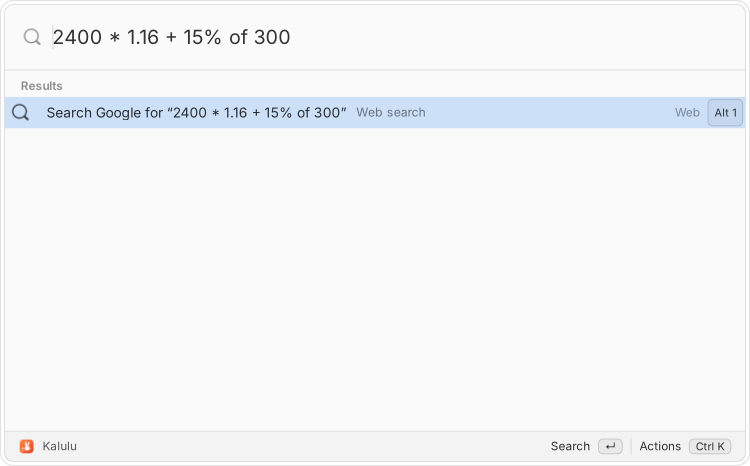 2400 * 1.16 + 15% of 300
Results
Search Google for “2400 * 1.16 + 15% of 300” Web search Web Alt 1
Kalulu Search ↵ Actions Ctrl K